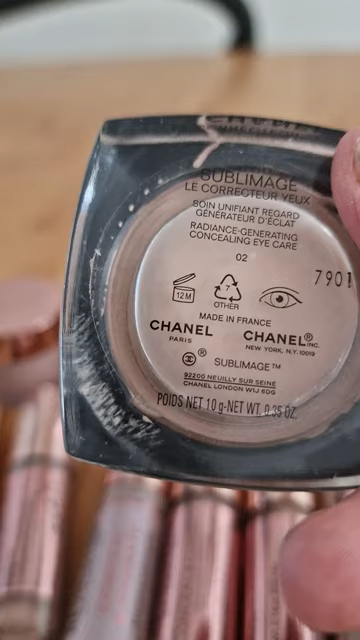 SUBLIMAGE
LE CORRECTEUR YEUX
SOIN UNIFIANT REGARD
GÉNÉRATEUR D'ÉCLAT
RADIANCE-GENERATING
CONCEALING EYE CARE
02
7901
12M
7
OTHER
MADE IN FRANCE
CHANEL CHANEL® INC.
PARIS NEW YORK, N.Y. 10019
® SUBLIMAGE™
92200 NEUILLY SUR SEINE
CHANEL LONDON W1J 6DG
POIDS NET 10 g-NET WT. 0.35 OZ.